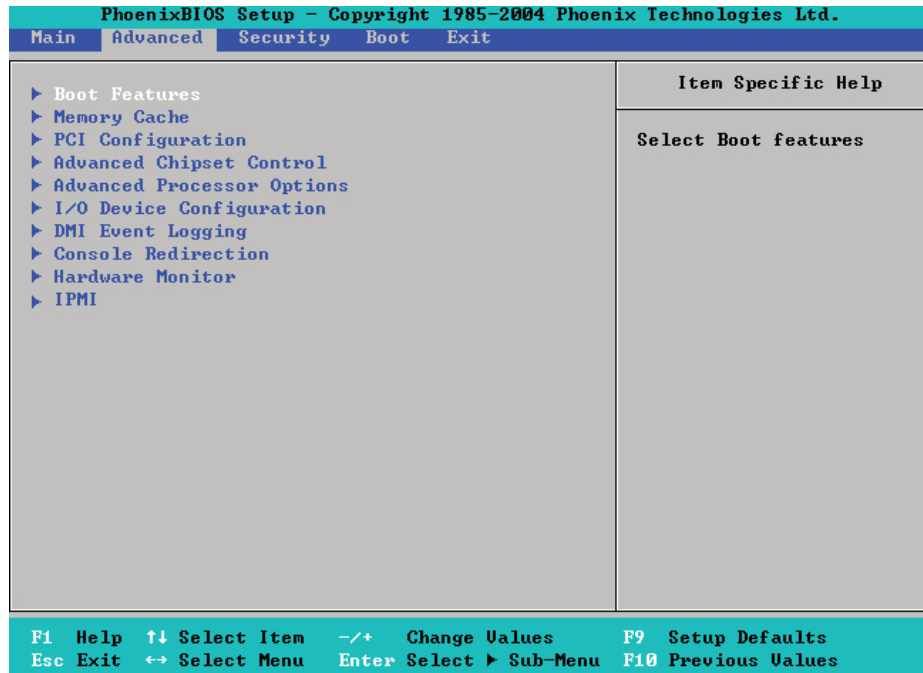 PhoenixBIOS Setup – Copyright 1985-2004 Phoenix Technologies Ltd.
Main Advanced Security Boot Exit
Item Specific Help
▶ Boot Features
▶ Memory Cache
▶ PCI Configuration
▶ Advanced Chipset Control
▶ Advanced Processor Options
▶ I/O Device Configuration
▶ DMI Event Logging
▶ Console Redirection
▶ Hardware Monitor
▶ IPMI
Select Boot features
F1 Help ↑↓ Select Item -/+ Change Values F9 Setup Defaults
Esc Exit ↔ Select Menu Enter Select ▶ Sub-Menu F10 Previous Values